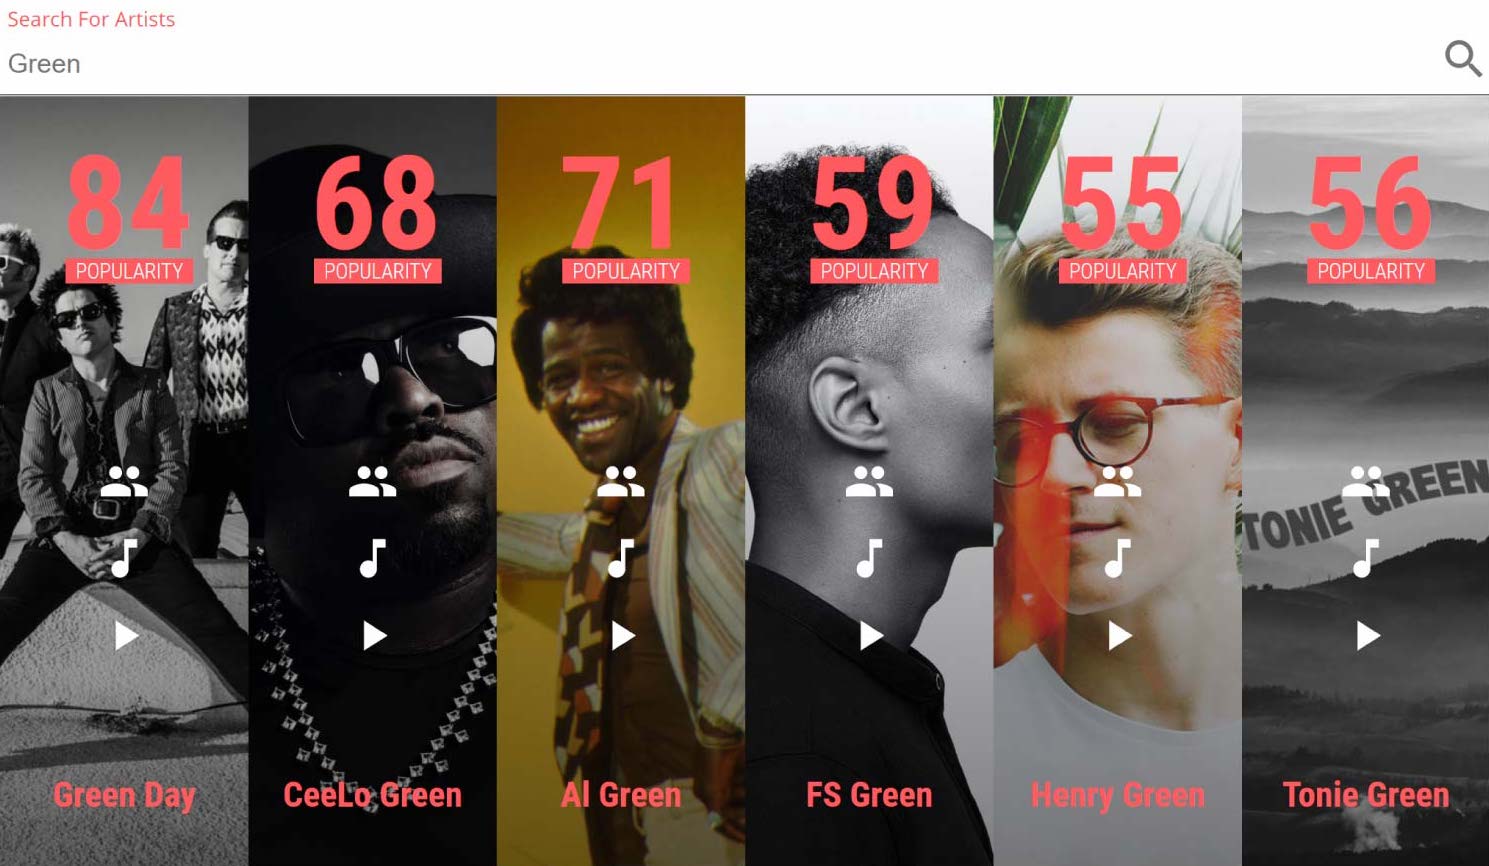 Search For Artists
Green
84
POPULARITY
68
POPULARITY
71
POPULARITY
59
POPULARITY
55
POPULARITY
56
POPULARITY
TONIE GREEN
Green Day
CeeLo Green
Al Green
FS Green
Henry Green
Tonie Green